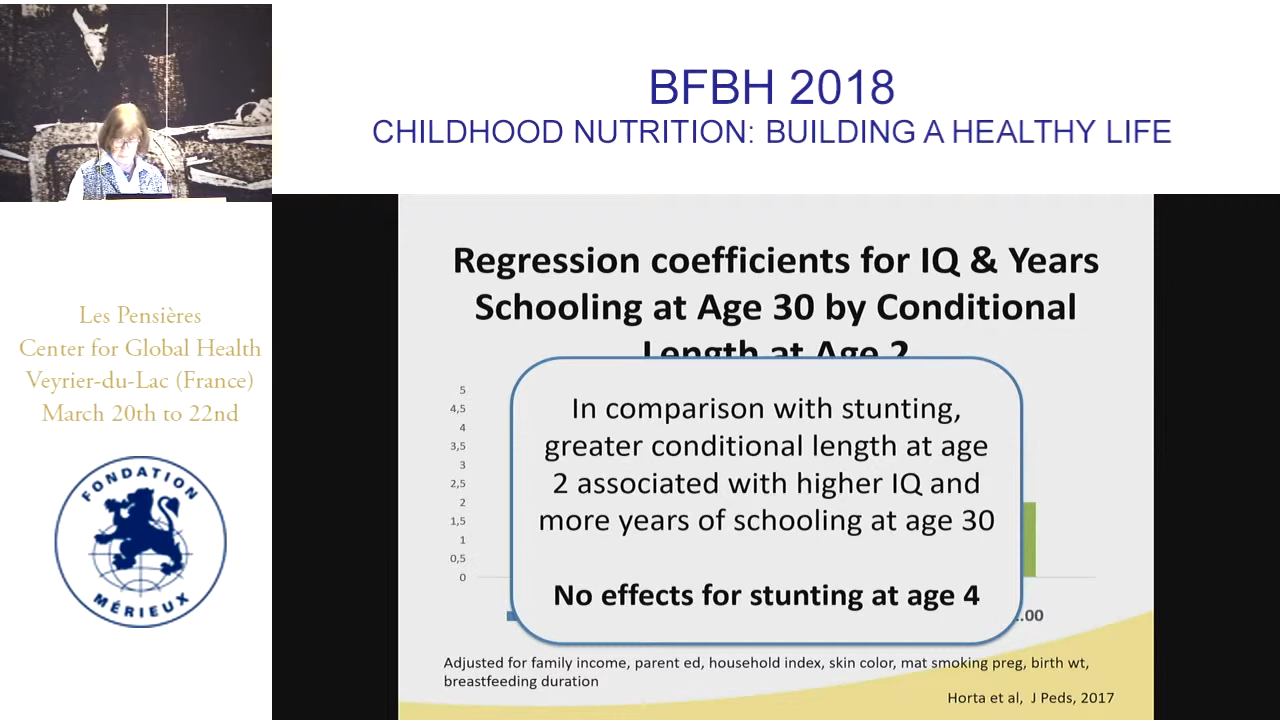 BFBH 2018
CHILDHOOD NUTRITION: BUILDING A HEALTHY LIFE
Les Pensières
Center for Global Health
Veyrier-du-Lac (France)
March 20th to 22nd
FONDATION
MÉRIEUX
Regression coefficients for IQ & Years
Schooling at Age 30 by Conditional
Length at Age 2
5
4,5
4
3,5
3
2,5
2
1,5
1
0,5
0
In comparison with stunting,
greater conditional length at age
2 associated with higher IQ and
more years of schooling at age 30
No effects for stunting at age 4
.00
Adjusted for family income, parent ed, household index, skin color, mat smoking preg, birth wt,
breastfeeding duration
Horta et al, J Peds, 2017